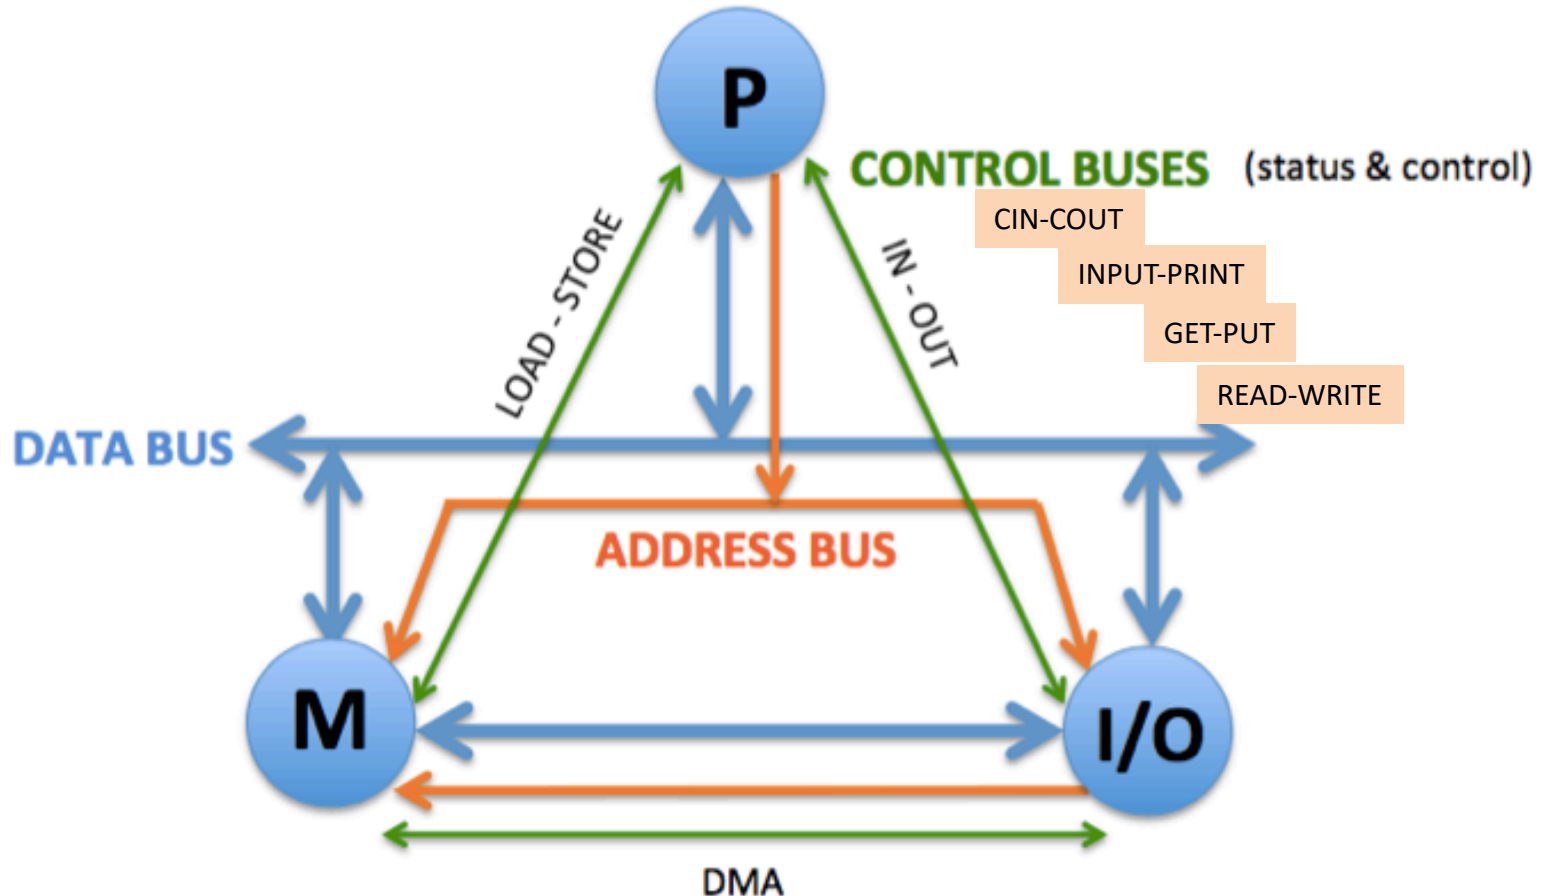 P
CONTROL BUSES (status & control)
CIN-COUT
INPUT-PRINT
GET-PUT
READ-WRITE
LOAD - STORE
IN - OUT
DATA BUS
ADDRESS BUS
M
I/O
DMA